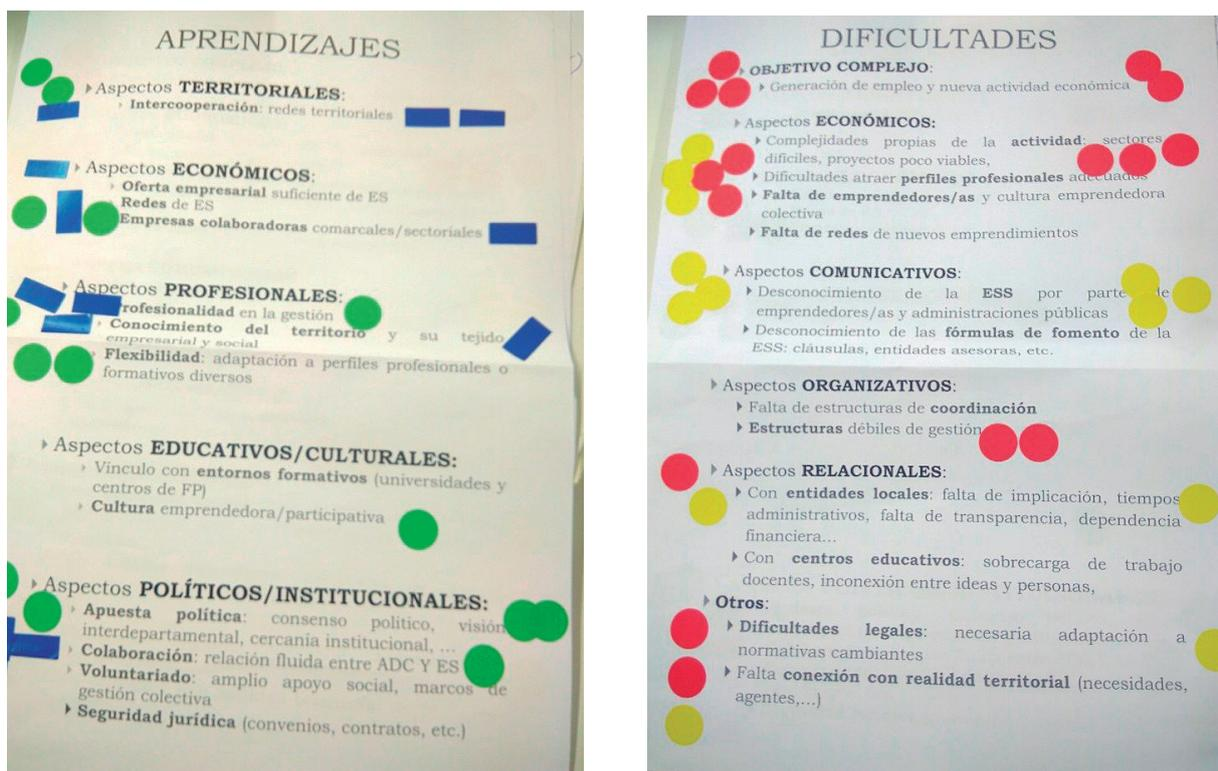 APRENDIZAJES
Aspectos TERRITORIALES:
Intercooperación: redes territoriales
Aspectos ECONÓMICOS:
Oferta empresarial suficiente de ES
Redes de ES
Empresas colaboradoras comarcales/sectoriales
Aspectos PROFESIONALES:
rofesionalidad en la gestión
Conocimiento del territorio y su tejido
empresarial y social
Flexibilidad: adaptación a perfiles profesionales o
formativos diversos
Aspectos EDUCATIVOS/CULTURALES:
Vínculo con entornos formativos (universidades y
centros de FP)
Cultura emprendedora/participativa
Aspectos POLÍTICOS/INSTITUCIONALES:
Apuesta política: consenso político, visión
interdepartamental, cercanía institucional, ...
Colaboración: relación fluida entre ADC Y ES
Voluntariado: amplio apoyo social, marcos de
gestión colectiva
Seguridad jurídica (convenios, contratos, etc.)
DIFICULTADES
OBJETIVO COMPLEJO:
Generación de empleo y nueva actividad económica
Aspectos ECONÓMICOS:
Complejidades propias de la actividad: sectores
difíciles, proyectos poco viables,
Dificultades atraer perfiles profesionales adecuados
Falta de emprendedores/as y cultura emprendedora
colectiva
Falta de redes de nuevos emprendimientos
Aspectos COMUNICATIVOS:
Desconocimiento de la ESS por parte de
emprendedores/as y administraciones públicas
Desconocimiento de las fórmulas de fomento de la
ESS: cláusulas, entidades asesoras, etc.
Aspectos ORGANIZATIVOS:
Falta de estructuras de coordinación
Estructuras débiles de gestión
Aspectos RELACIONALES:
Con entidades locales: falta de implicación, tiempos
administrativos, falta de transparencia, dependencia
financiera...
Con centros educativos: sobrecarga de trabajo
docentes, inconexión entre ideas y personas,
Otros:
Dificultades legales: necesaria adaptación a
normativas cambiantes
Falta conexión con realidad territorial (necesidades,
agentes,...)